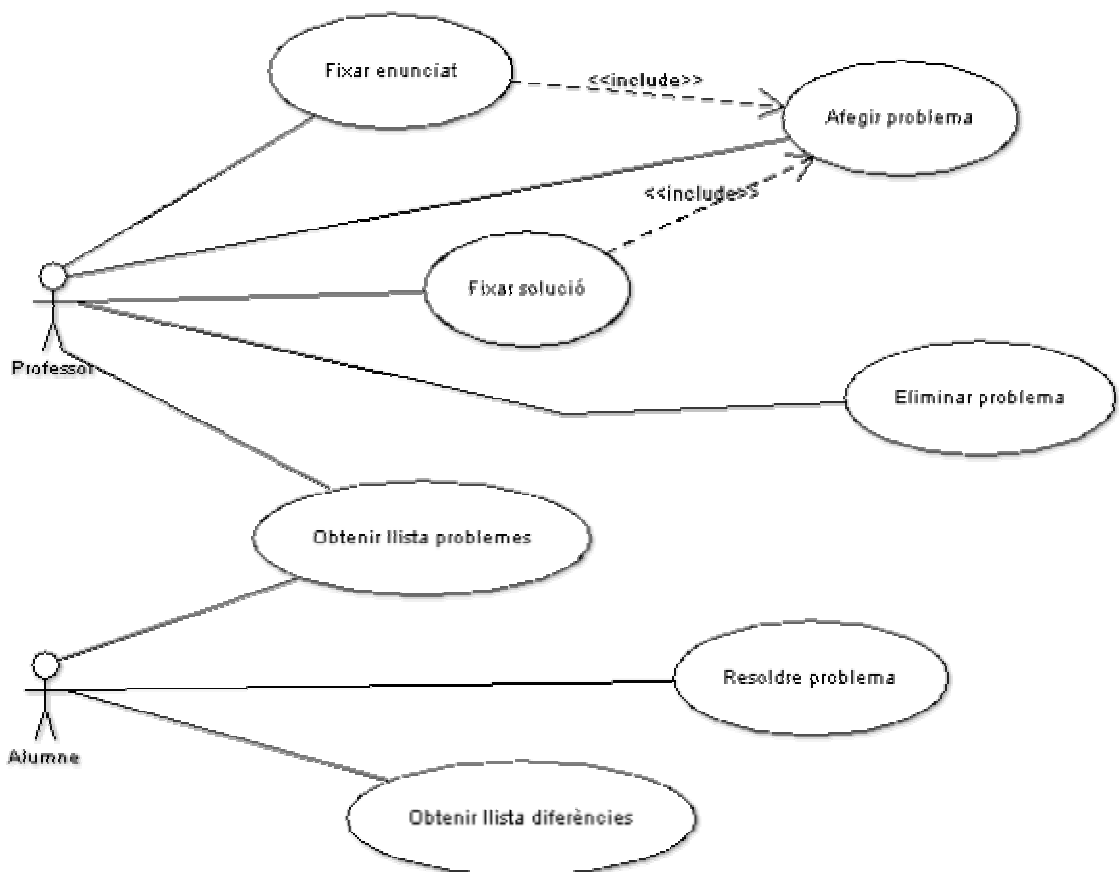 Fixar enunciat
<<include>>
Afegir problema
<<include>>
Fixar solució
Professor
Eliminar problema
Obtenir llista problemes
Resoldre problema
Alumne
Obtenir llista diferències